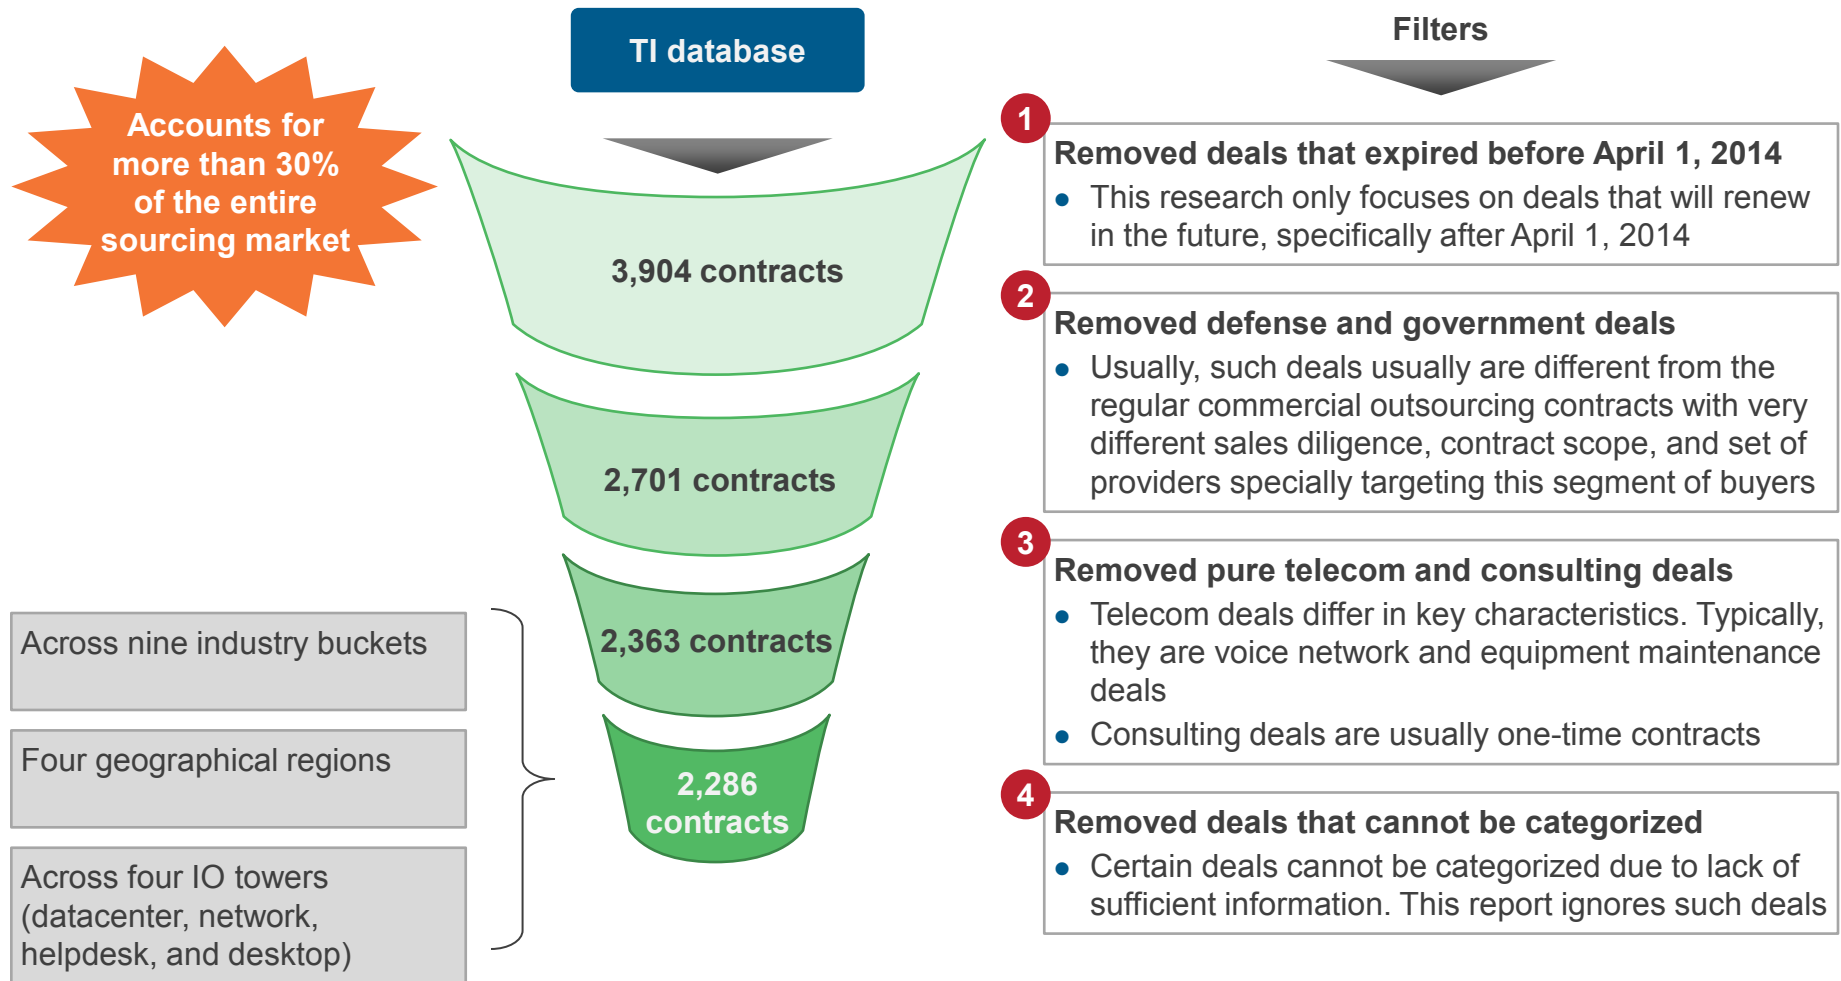 TI database
Accounts for
more than 30%
of the entire
sourcing market
3,904 contracts
2,701 contracts
2,363 contracts
2,286
contracts
Across nine industry buckets
Four geographical regions
Across four IO towers
(datacenter, network,
helpdesk, and desktop)
Filters
1
Removed deals that expired before April 1, 2014
• This research only focuses on deals that will renew
in the future, specifically after April 1, 2014
2
Removed defense and government deals
• Usually, such deals usually are different from the
regular commercial outsourcing contracts with very
different sales diligence, contract scope, and set of
providers specially targeting this segment of buyers
3
Removed pure telecom and consulting deals
• Telecom deals differ in key characteristics. Typically,
they are voice network and equipment maintenance
deals
• Consulting deals are usually one-time contracts
4
Removed deals that cannot be categorized
• Certain deals cannot be categorized due to lack of
sufficient information. This report ignores such deals